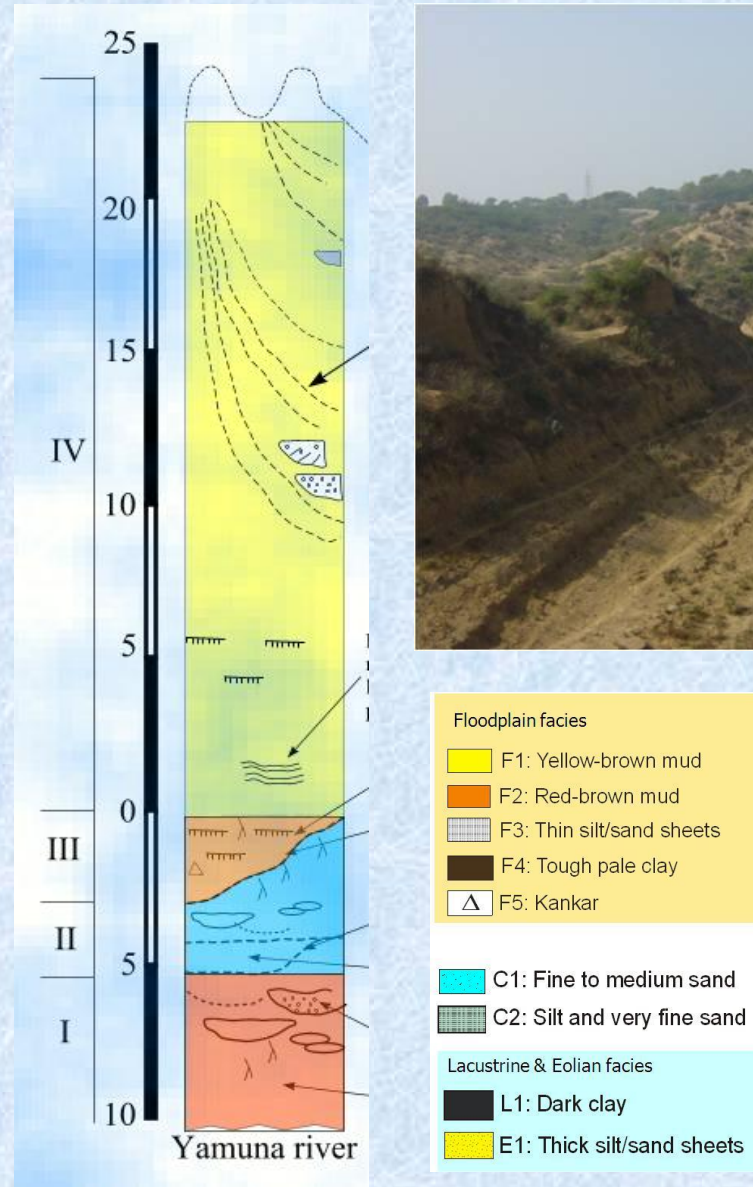 25
20
15
IV
10
5
0
III
II
5
I
10
Yamuna river
Floodplain facies
F1: Yellow-brown mud
F2: Red-brown mud
F3: Thin silt/sand sheets
F4: Tough pale clay
Δ F5: Kankar
C1: Fine to medium sand
C2: Silt and very fine sand
Lacustrine & Eolian facies
L1: Dark clay
E1: Thick silt/sand sheets